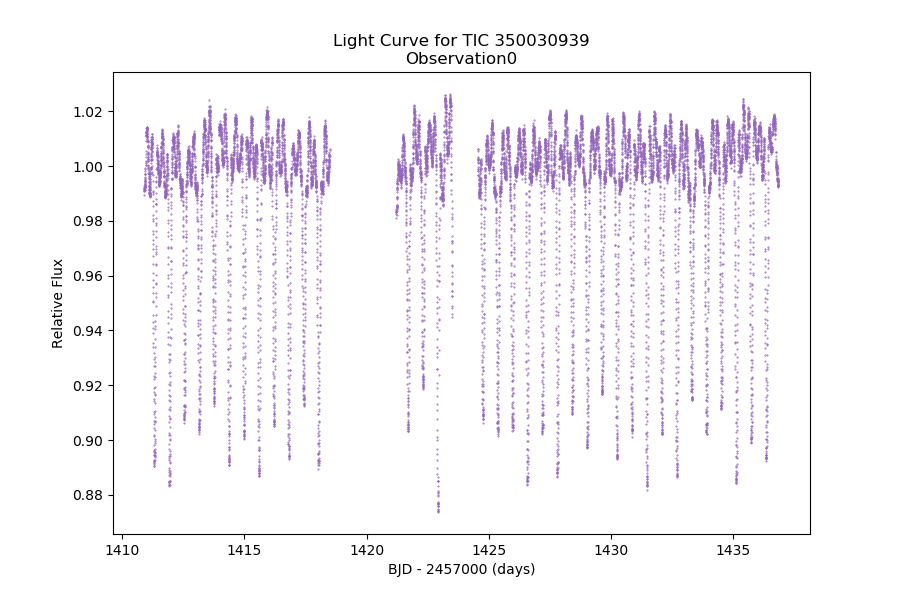 Light Curve for TIC 350030939
Observation0
Relative Flux
1.02
1.00
0.98
0.96
0.94
0.92
0.90
0.88
1410 1415 1420 1425 1430 1435
BJD - 2457000 (days)